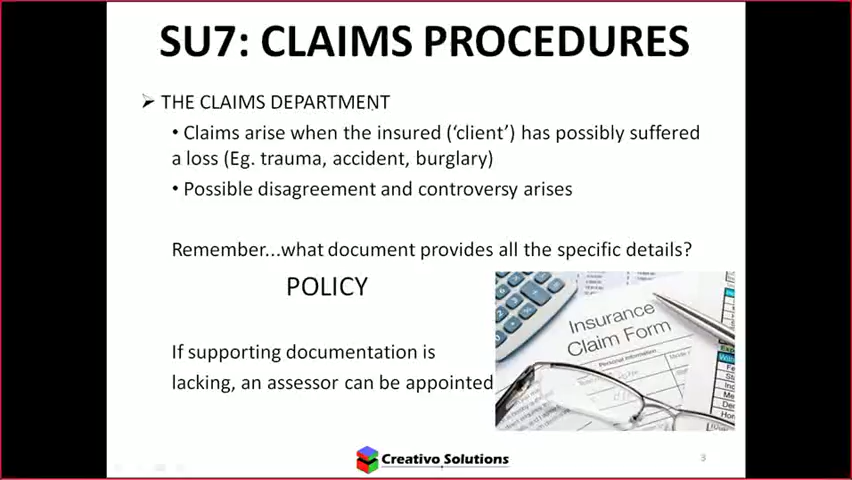 SU7: CLAIMS PROCEDURES
➢ THE CLAIMS DEPARTMENT
• Claims arise when the insured (‘client’) has possibly suffered
a loss (Eg. trauma, accident, burglary)
• Possible disagreement and controversy arises
Remember...what document provides all the specific details?
POLICY
Insurance
Claim Form
Personal Information
If supporting documentation is
lacking, an assessor can be appointed
Creativo Solutions
3